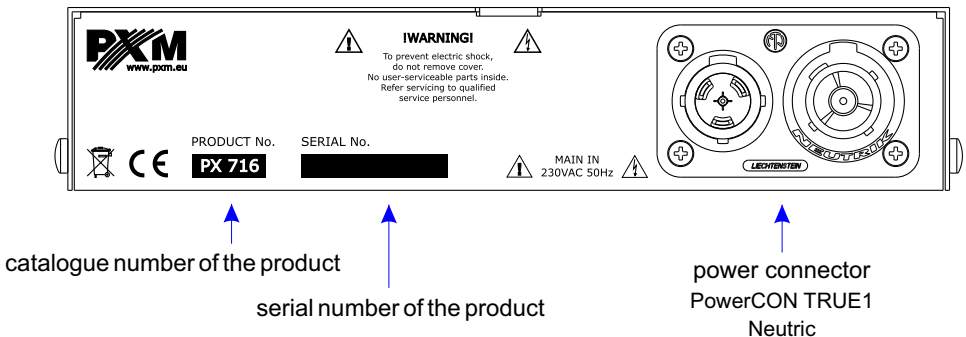 PXM
www.pxm.eu
!WARNING!
To prevent electric shock,
do not remove cover.
No user-serviceable parts inside.
Refer servicing to qualified
service personnel.
PRODUCT No.
SERIAL No.
CE
PX 716
MAIN IN
230VAC 50Hz
NEUTRIK
LIECHTENSTEIN
catalogue number of the product
serial number of the product
power connector
PowerCON TRUE1
Neutric